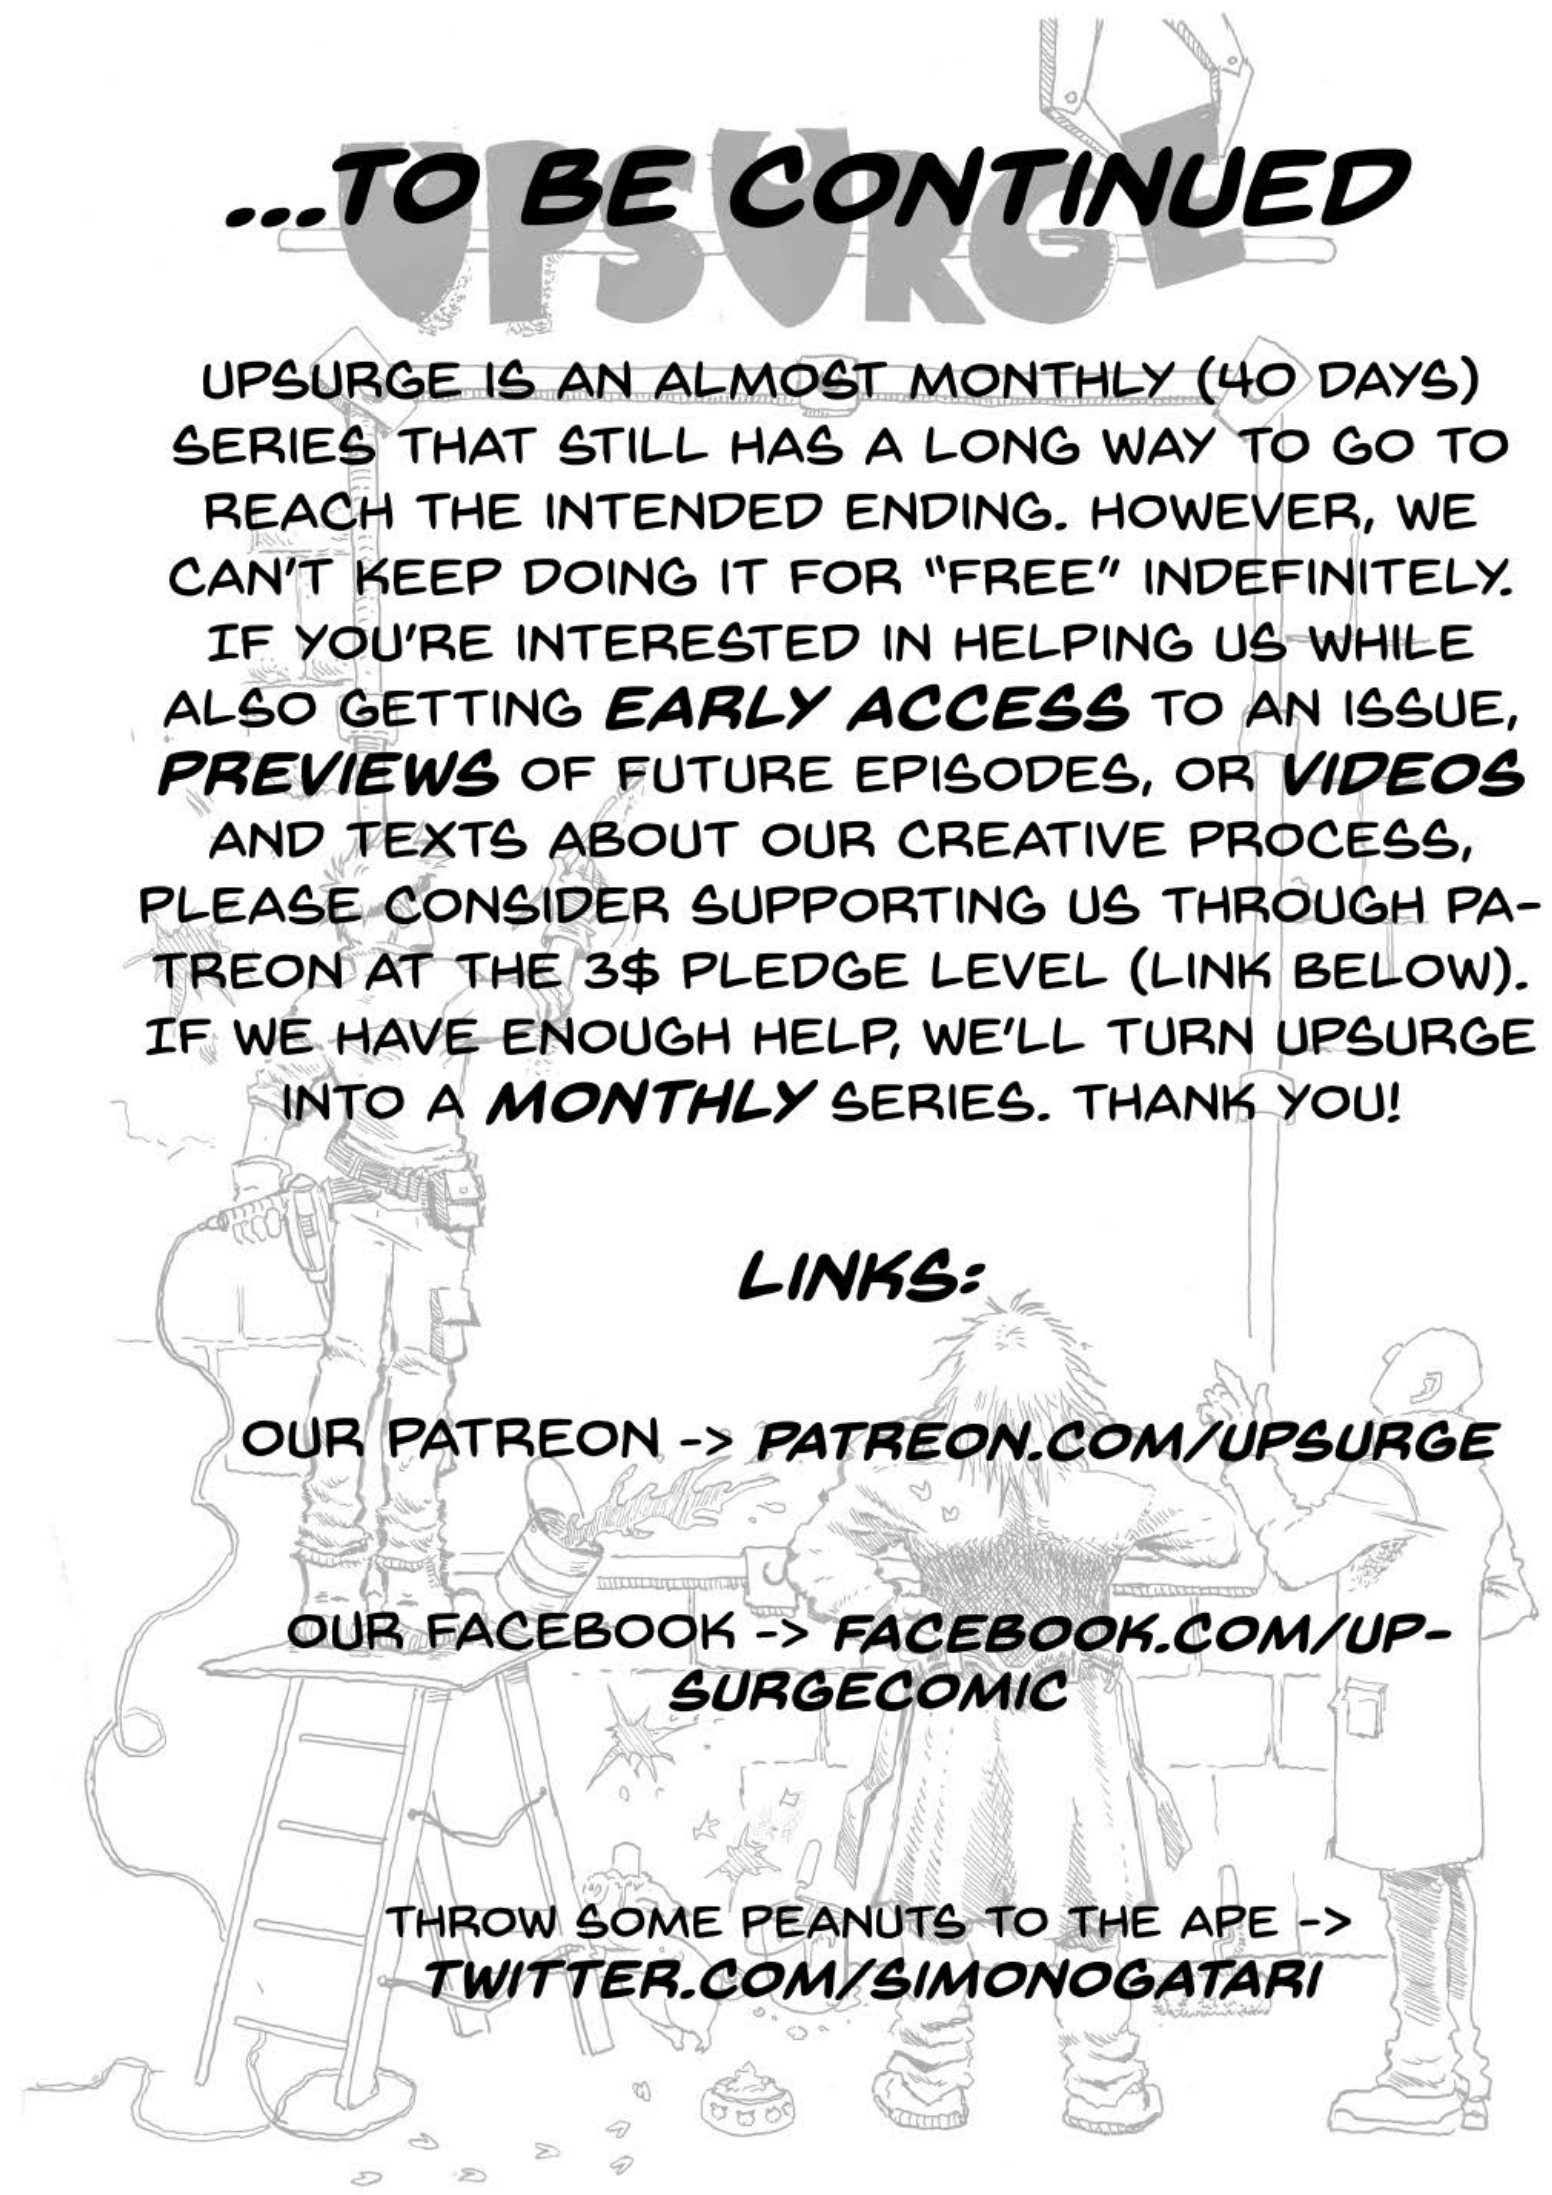 UPSURGE
...TO BE CONTINUED
UPSURGE IS AN ALMOST MONTHLY (40 DAYS)
SERIES THAT STILL HAS A LONG WAY TO GO TO
REACH THE INTENDED ENDING. HOWEVER, WE
CAN'T KEEP DOING IT FOR "FREE" INDEFINITELY.
IF YOU'RE INTERESTED IN HELPING US WHILE
ALSO GETTING EARLY ACCESS TO AN ISSUE,
PREVIEWS OF FUTURE EPISODES, OR VIDEOS
AND TEXTS ABOUT OUR CREATIVE PROCESS,
PLEASE CONSIDER SUPPORTING US THROUGH PA-
TREON AT THE 3$ PLEDGE LEVEL (LINK BELOW).
IF WE HAVE ENOUGH HELP, WE'LL TURN UPSURGE
INTO A MONTHLY SERIES. THANK YOU!
LINKS:
OUR PATREON -> PATREON.COM/UPSURGE
OUR FACEBOOK -> FACEBOOK.COM/UP-
SURGECOMIC
THROW SOME PEANUTS TO THE APE ->
TWITTER.COM/SIMONOGATARI